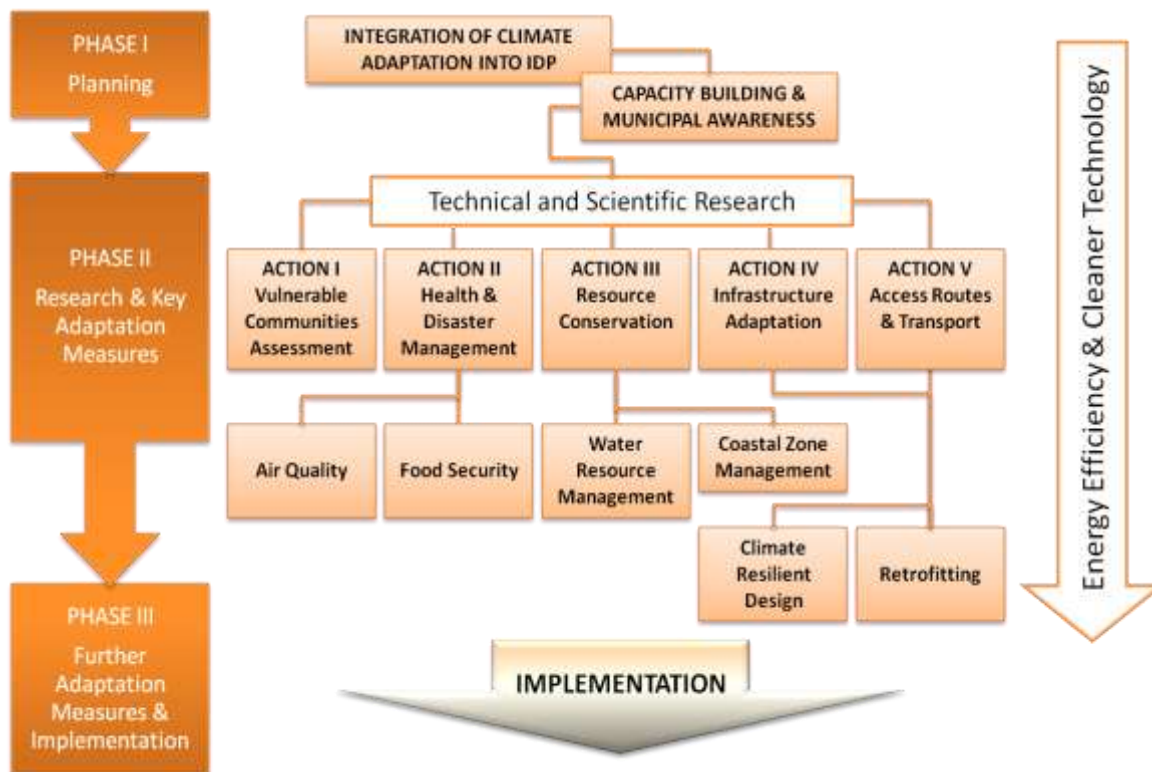 PHASE I
Planning
INTEGRATION OF CLIMATE
ADAPTATION INTO IDP
CAPACITY BUILDING &
MUNICIPAL AWARENESS
Technical and Scientific Research
PHASE II
Research & Key
Adaptation
Measures
ACTION I
Vulnerable
Communities
Assessment
ACTION II
Health &
Disaster
Management
ACTION III
Resource
Conservation
ACTION IV
Infrastructure
Adaptation
ACTION V
Access Routes
& Transport
Air Quality
Food Security
Water
Resource
Management
Coastal Zone
Management
Climate
Resilient
Design
Retrofitting
PHASE III
Further
Adaptation
Measures &
Implementation
IMPLEMENTATION
Energy Efficiency & Cleaner Technology